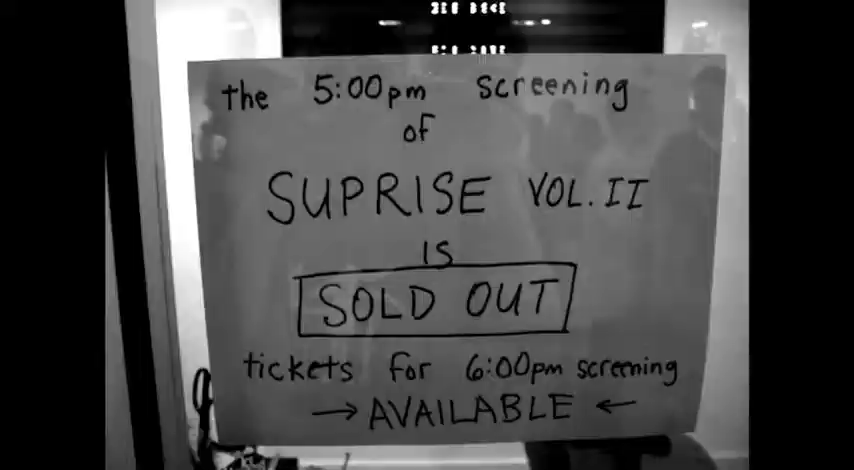 the 5:00pm screening
of
SUPRISE VOL. II
IS
SOLD OUT
tickets for 6:00pm screening
→ AVAILABLE ←